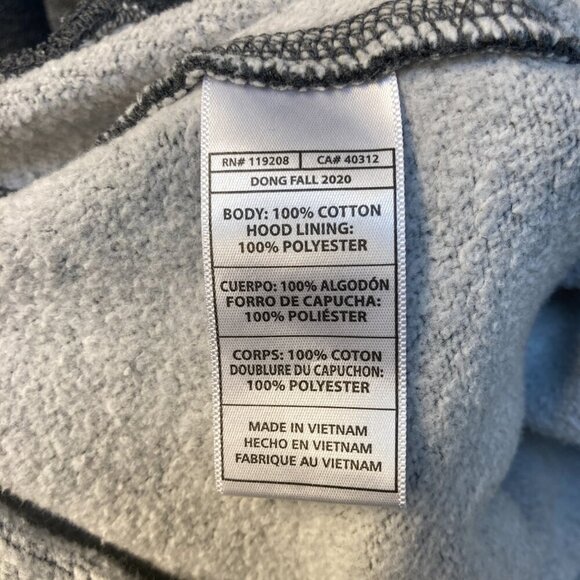 RN# 119208 CA# 40312
DONG FALL 2020
BODY: 100% COTTON
HOOD LINING:
100% POLYESTER
CUERPO: 100% ALGODÓN
FORRO DE CAPUCHA:
100% POLIÉSTER
CORPS: 100% COTON
DOUBLURE DU CAPUCHON:
100% POLYESTER
MADE IN VIETNAM
HECHO EN VIETNAM
FABRIQUE AU VIETNAM